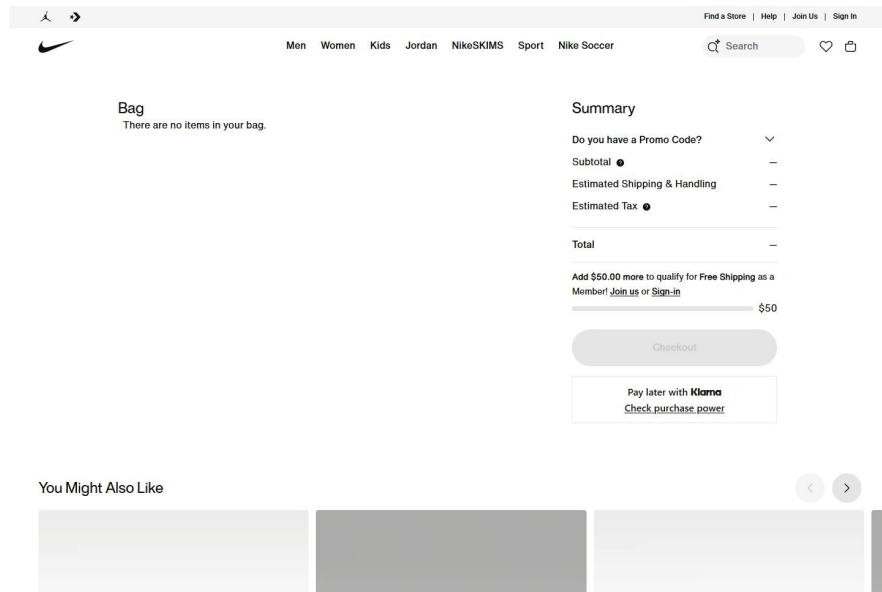 Find a Store | Help | Join Us | Sign In
Men Women Kids Jordan NikeSKIMS Sport Nike Soccer
Search
Bag
There are no items in your bag.
Summary
Do you have a Promo Code?
Subtotal ? —
Estimated Shipping & Handling —
Estimated Tax ? —
Total —
Add $50.00 more to qualify for Free Shipping as a
Member! Join us or Sign-in
$50
Checkout
Pay later with Klarna
Check purchase power
You Might Also Like